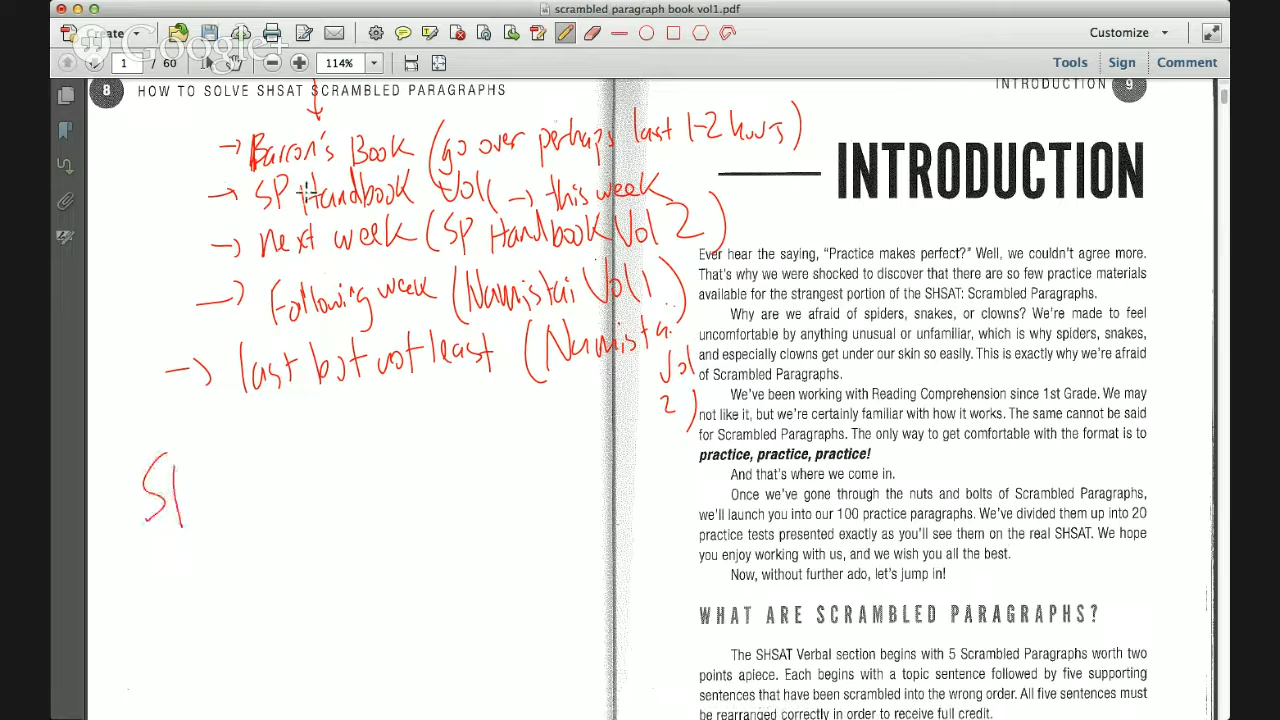 scrambled paragraph book vol1.pdf
Create
Google+
Customize
1 / 60
114%
Tools Sign Comment
8 HOW TO SOLVE SHSAT SCRAMBLED PARAGRAPHS
→ Barron's Book (go over perhaps last 1-2 hours)
→ SP Handbook Vol 1 → this week
→ next week (SP Handbook Vol 2)
→ Following week (Numistai Vol 1)
→ last but not least (Numista. Vol 2)
SP
INTRODUCTION 9
INTRODUCTION
Ever hear the saying, "Practice makes perfect?" Well, we couldn't agree more.
That's why we were shocked to discover that there are so few practice materials
available for the strangest portion of the SHSAT: Scrambled Paragraphs.
Why are we afraid of spiders, snakes, or clowns? We're made to feel
uncomfortable by anything unusual or unfamiliar, which is why spiders, snakes,
and especially clowns get under our skin so easily. This is exactly why we're afraid
of Scrambled Paragraphs.
We've been working with Reading Comprehension since 1st Grade. We may
not like it, but we're certainly familiar with how it works. The same cannot be said
for Scrambled Paragraphs. The only way to get comfortable with the format is to
practice, practice, practice!
And that's where we come in.
Once we've gone through the nuts and bolts of Scrambled Paragraphs,
we'll launch you into our 100 practice paragraphs. We've divided them up into 20
practice tests presented exactly as you'll see them on the real SHSAT. We hope
you enjoy working with us, and we wish you all the best.
Now, without further ado, let's jump in!
WHAT ARE SCRAMBLED PARAGRAPHS?
The SHSAT Verbal section begins with 5 Scrambled Paragraphs worth two
points apiece. Each begins with a topic sentence followed by five supporting
sentences that have been scrambled into the wrong order. All five sentences must
be rearranged correctly in order to receive full credit.